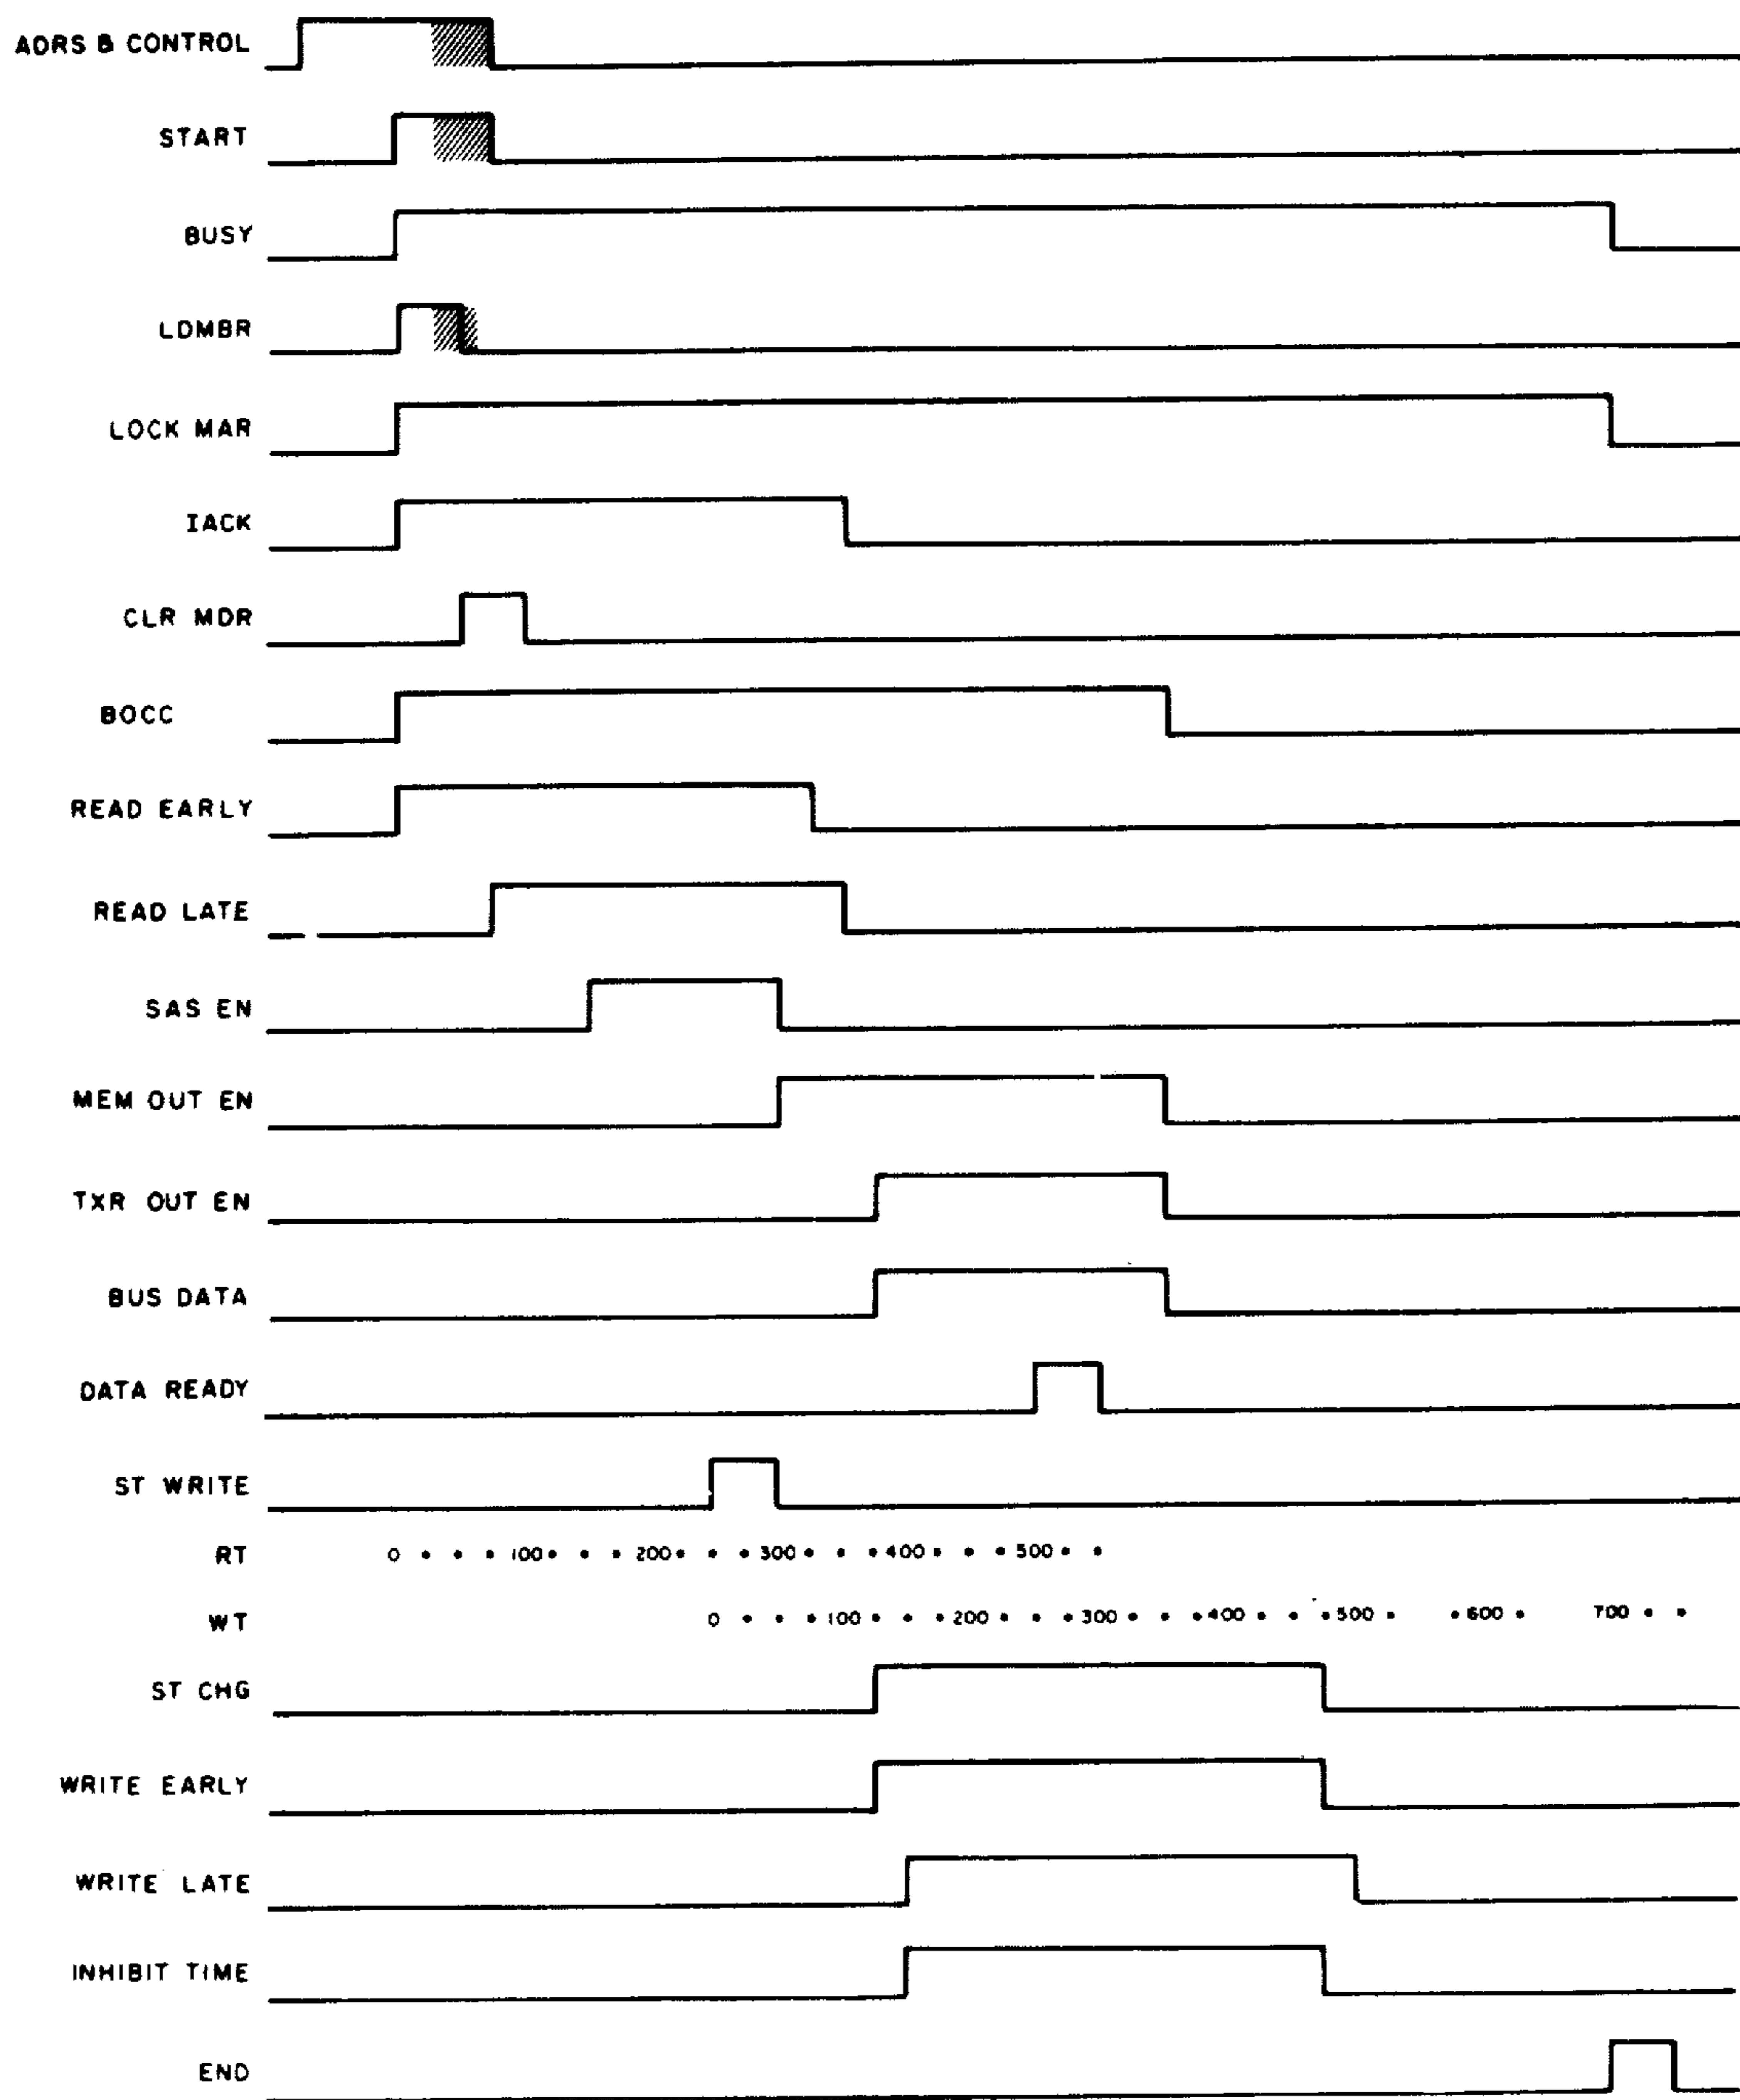 ADRS & CONTROL
START
BUSY
LDMBR
LOCK MAR
IACK
CLR MDR
BOCC
READ EARLY
READ LATE
SAS EN
MEM OUT EN
TXR OUT EN
BUS DATA
DATA READY
ST WRITE
RT 0 • • • 100 • • • 200 • • • 300 • • • 400 • • • 500 • •
WT 0 • • • 100 • • • 200 • • • 300 • • • 400 • • • 500 • • 600 • 700 • •
ST CHG
WRITE EARLY
WRITE LATE
INHIBIT TIME
END